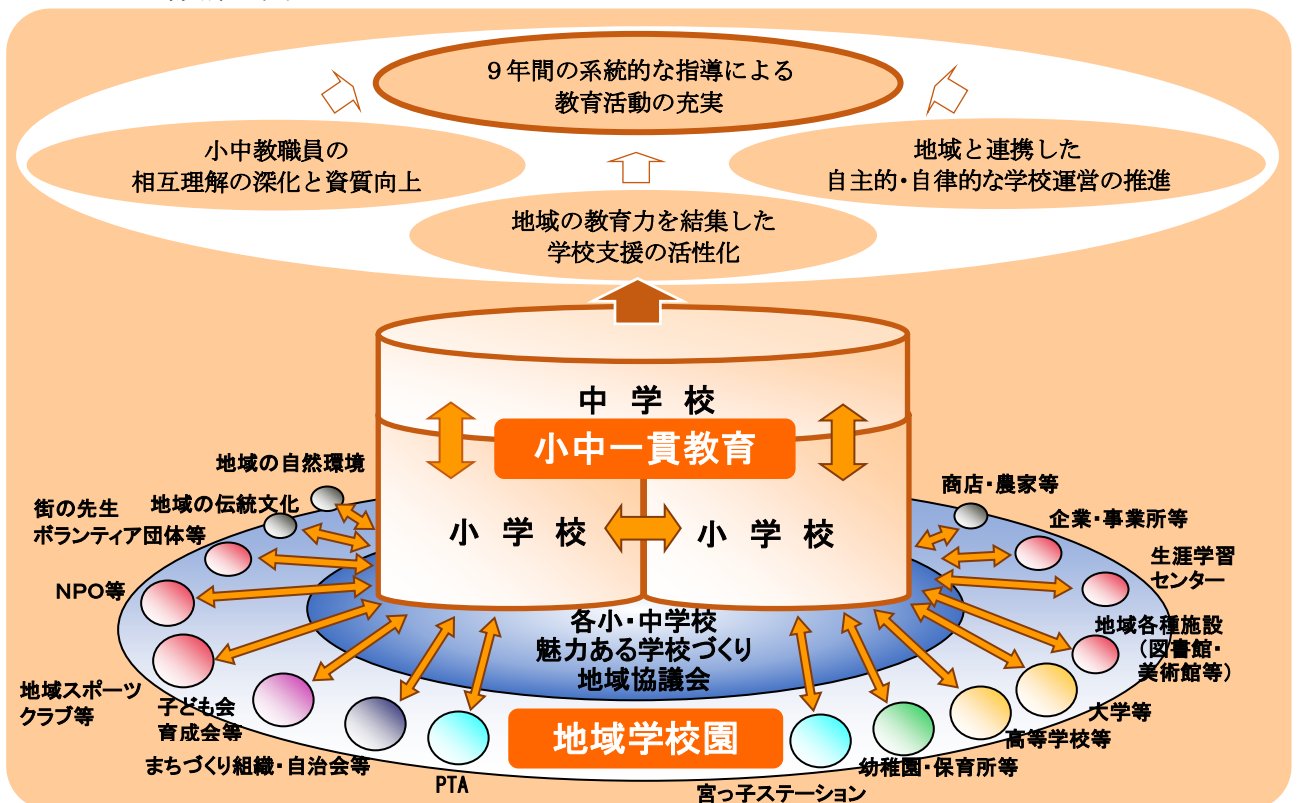 9年間の系統的な指導による
教育活動の充実
小中教職員の
相互理解の深化と資質向上
地域と連携した
自主的・自律的な学校運営の推進
地域の教育力を結集した
学校支援の活性化
中学校
小中一貫教育
小学校
小学校
地域の自然環境
地域の伝統文化
街の先生
ボランティア団体等
NPO等
地域スポーツ
クラブ等
子ども会
育成会等
まちづくり組織・自治会等
PTA
各小・中学校
魅力ある学校づくり
地域協議会
地域学校園
商店・農家等
企業・事業所等
生涯学習
センター
地域各種施設
(図書館・
美術館等)
大学等
高等学校等
幼稚園・保育所等
宮っ子ステーション